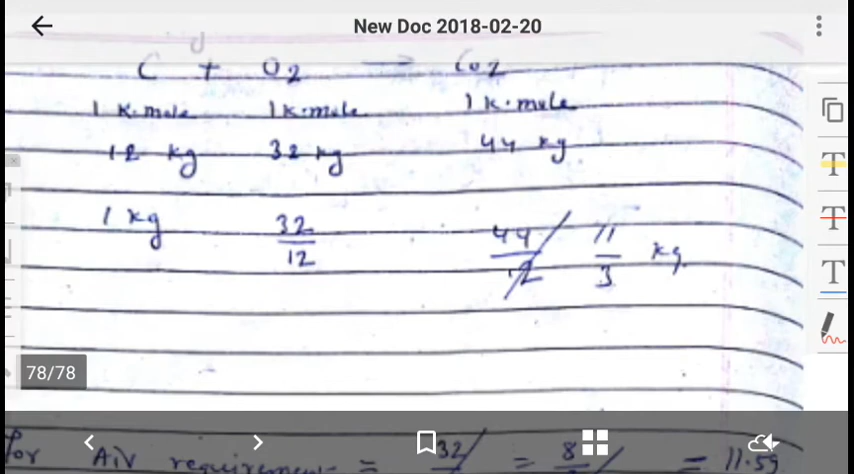 New Doc 2018-02-20
C + O2 → CO2
1 K.mole 1 K.mole 1 K.mole
12 kg 32 kg 44 kg
1 kg 32/12 44/12 11/3 kg
78/78
for Air requirement = 32/ = 8/ = 11.59